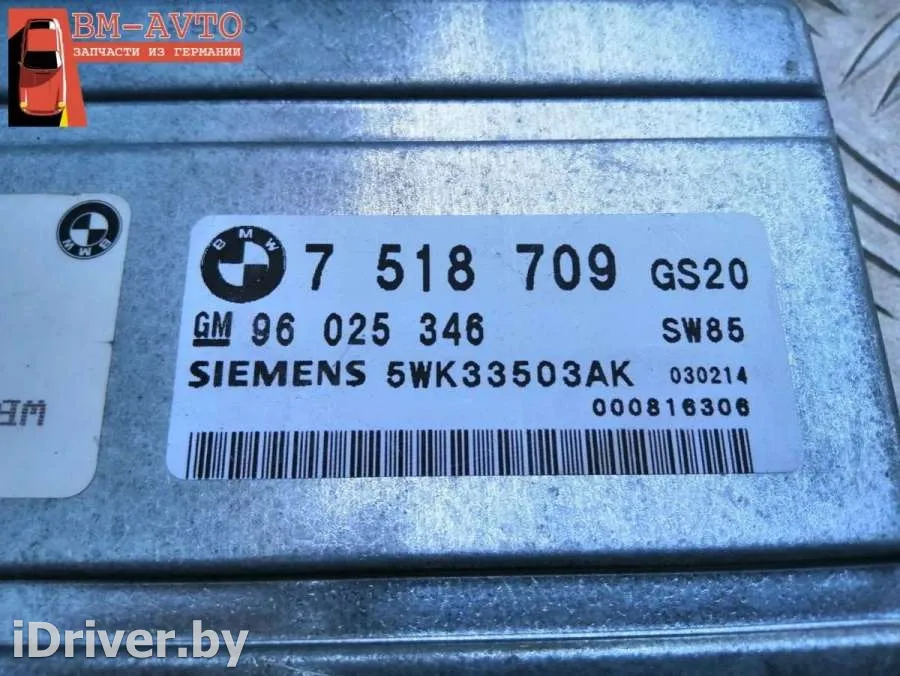 BM-AVTO
ЗАПЧАСТИ ИЗ ГЕРМАНИИ
BMW
BMW
7 518 709 GS20
GM 96 025 346 SW85
SIEMENS 5WK33503AK 030214
000816306
iDriver.by